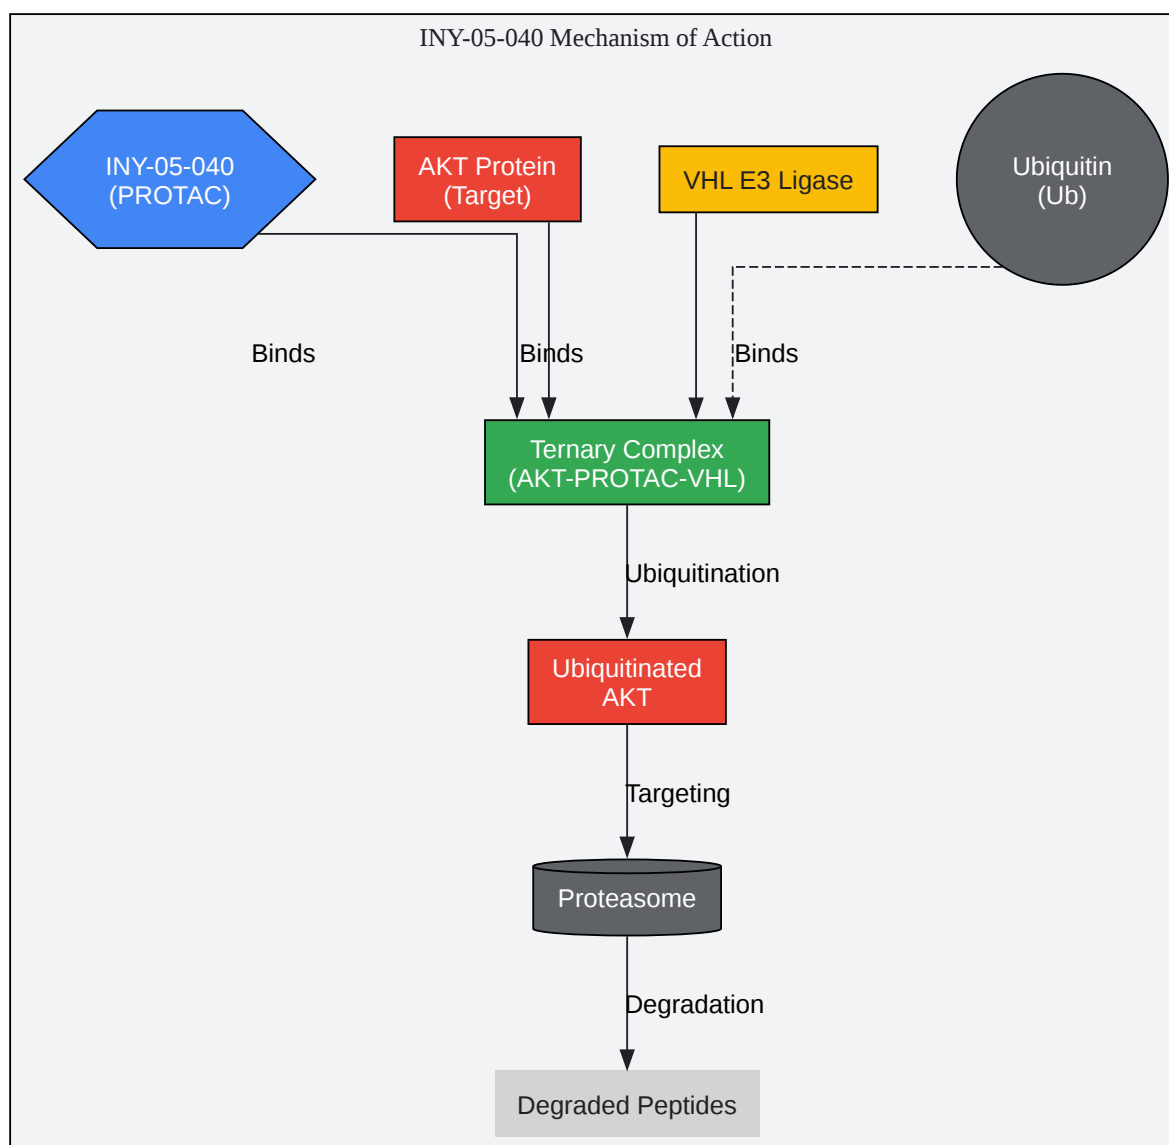 INY-05-040 Mechanism of Action
INY-05-040
(PROTAC)
AKT Protein
(Target)
VHL E3 Ligase
Ubiquitin
(Ub)
Binds
Binds
Binds
Ternary Complex
(AKT-PROTAC-VHL)
Ubiquitination
Ubiquitinated
AKT
Targeting
Proteasome
Degradation
Degraded Peptides